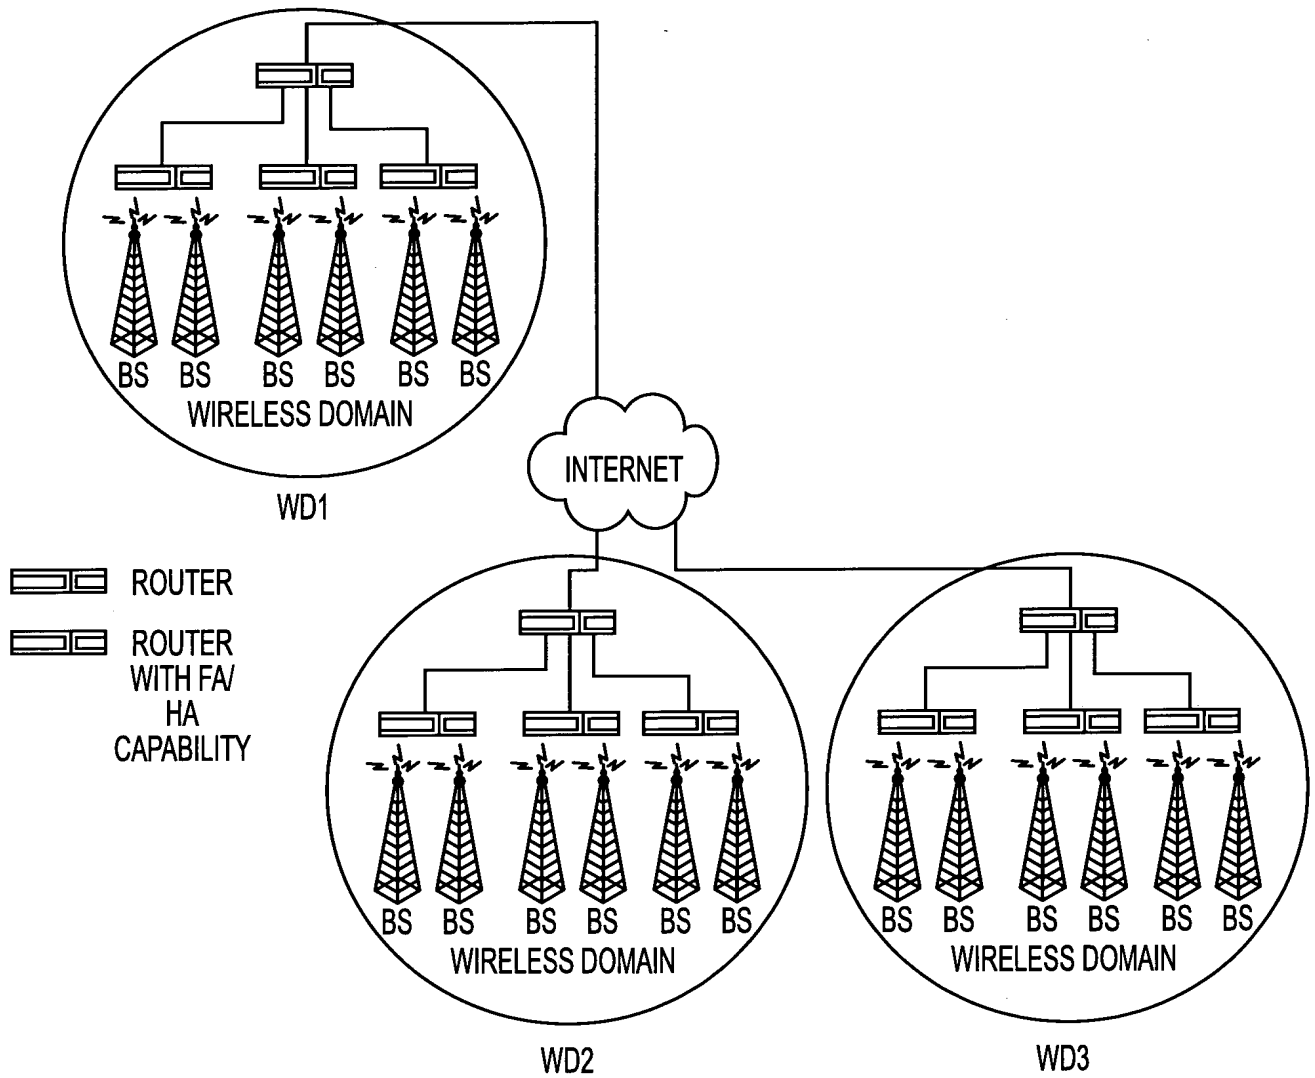 BS BS BS BS BS BS
WIRELESS DOMAIN
WD1
INTERNET
ROUTER
ROUTER
WITH FA/
HA
CAPABILITY
BS BS BS BS BS BS
WIRELESS DOMAIN
WD2
BS BS BS BS BS BS
WIRELESS DOMAIN
WD3